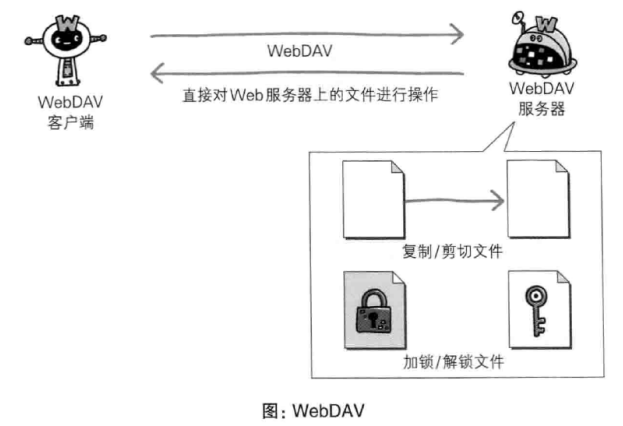 W
W
WebDAV
直接对Web服务器上的文件进行操作
WebDAV
客户端
WebDAV
服务器
复制/剪切文件
加锁/解锁文件
图：WebDAV